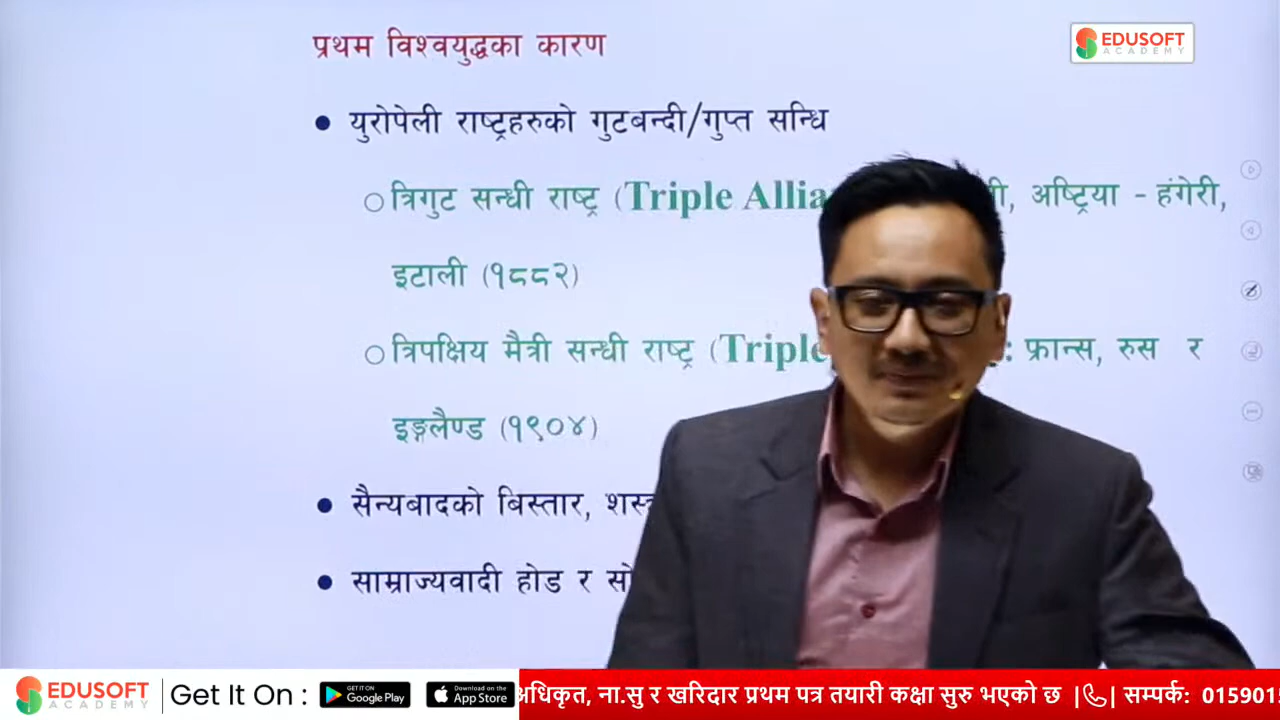 प्रथम विश्वयुद्धका कारण
EDUSOFT
ACADEMY
• युरोपेली राष्ट्रहरुको गुटबन्दी/गुप्त सन्धि
○ त्रिगुट सन्धी राष्ट्र (Triple अष्ट्रिया - हंगेरी,
इटाली (१८८२)
○ त्रिपक्षिय मैत्री सन्धी राष्ट्र (Triple : फ्रान्स, रुस र
इङ्गलैण्ड (१९०४)
• सैन्यबादको बिस्तार,
• साम्राज्यवादी होड र
EDUSOFT
ACADEMY
Get It On :
GET IT ON
Google Play
Download on the
App Store
अधिकृत, ना.सु र खरिदार प्रथम पत्र तयारी कक्षा सुरु भएको छ | | सम्पर्क: 015901